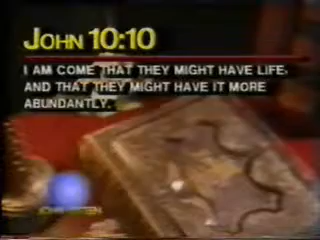 JOHN 10:10
I AM COME THAT THEY MIGHT HAVE LIFE,
AND THAT THEY MIGHT HAVE IT MORE
ABUNDANTLY.